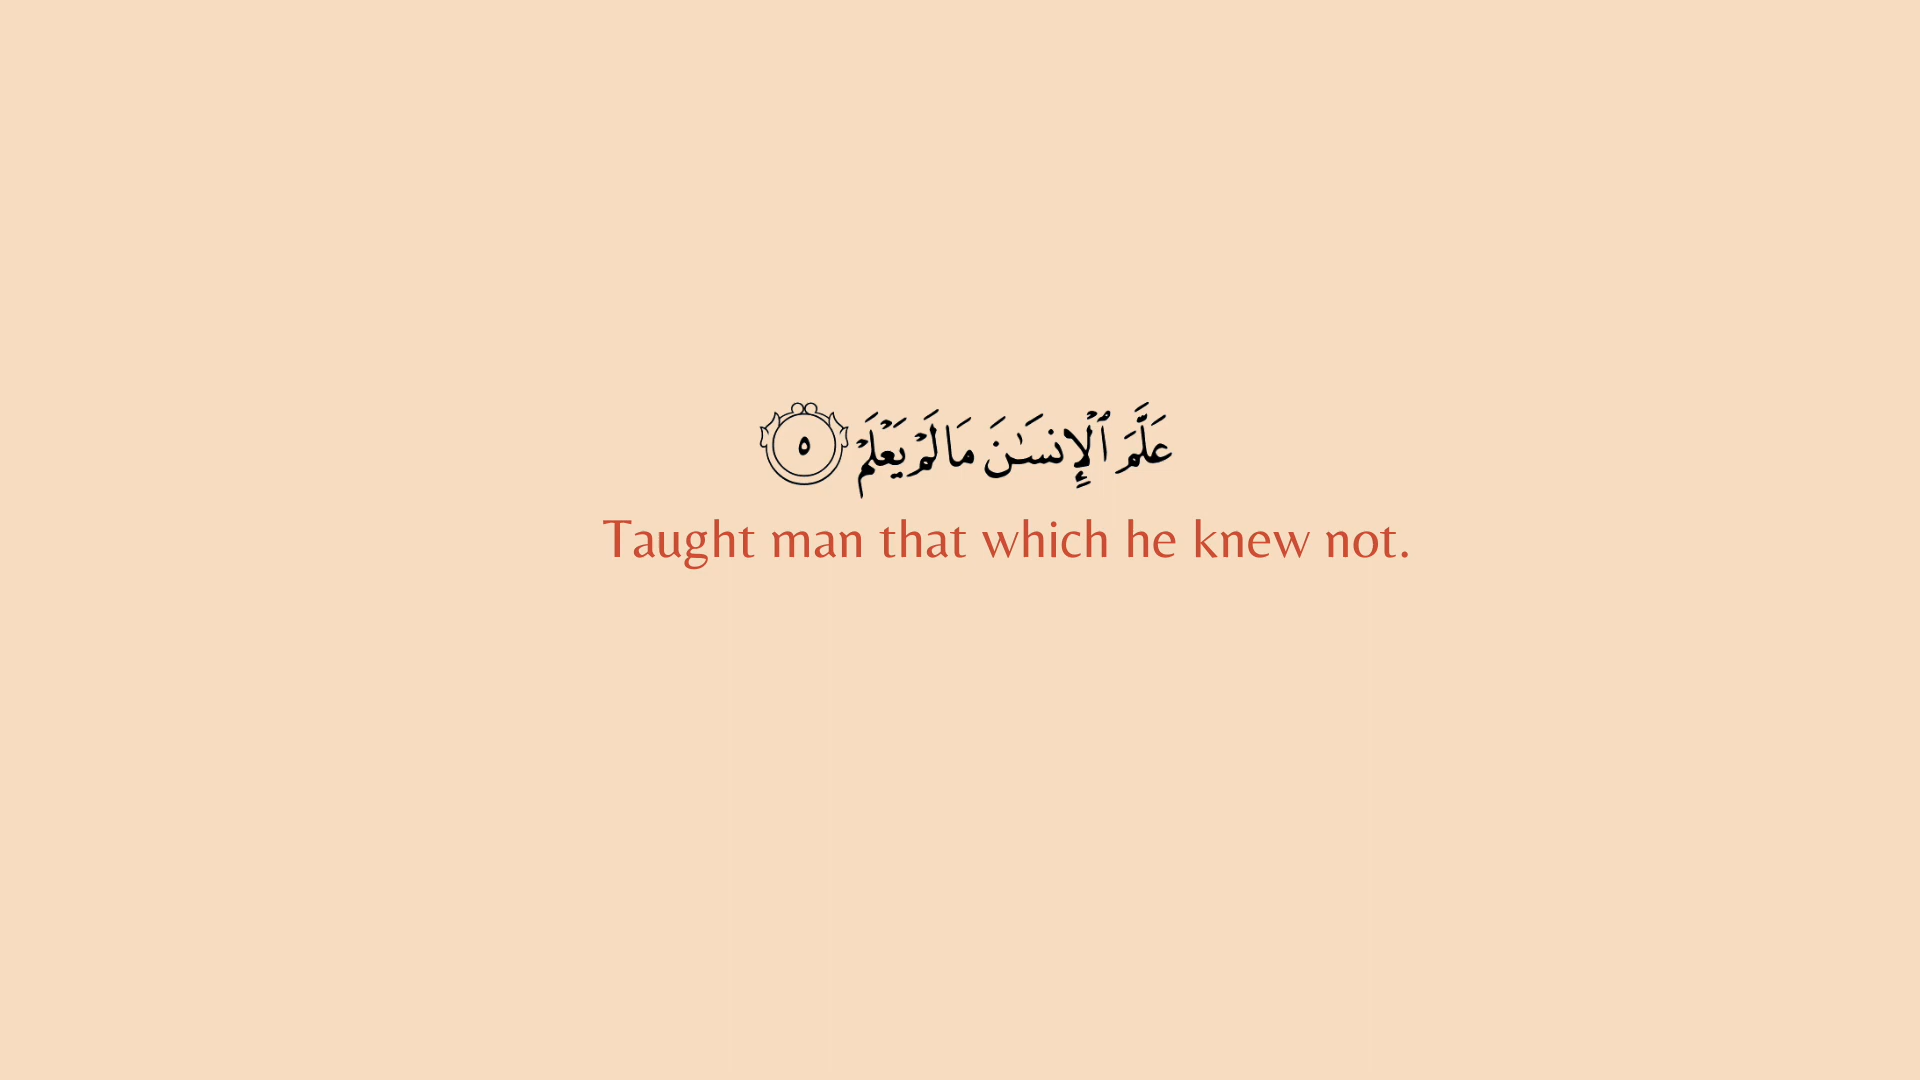 عَلَّمَ ٱلْإِنسَـٰنَ مَا لَمْ يَعْلَمْ ٥
Taught man that which he knew not.